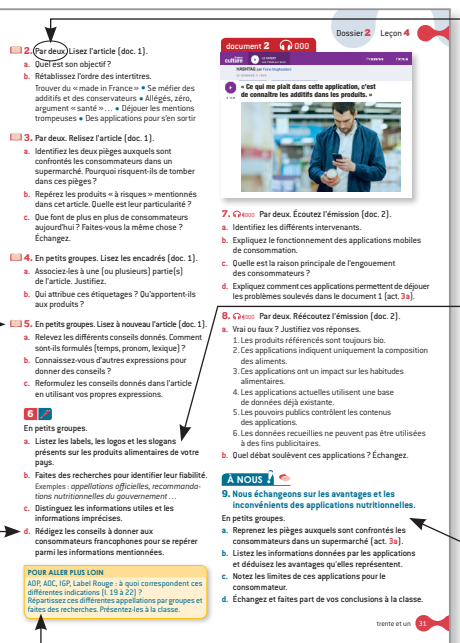 Dossier 2 Leçon 4
2. Par deux. Lisez l'article (doc. 1).
a. Quel est son objectif ?
b. Rétablissez l'ordre des intertitres.
Trouver du « made in France » • Se méfier des
additifs et des conservateurs • Allégés, zéro,
argument « santé » ... • Déjouer les mentions
trompeuses • Des applications pour s'en sortir
3. Par deux. Relisez l'article (doc. 1).
a. Identifiez les deux pièges auxquels sont
confrontés les consommateurs dans un
supermarché. Pourquoi risquent-ils de tomber
dans ces pièges ?
b. Repérez les produits « à risques » mentionnés
dans cet article. Quelle est leur particularité ?
c. Que font de plus en plus de consommateurs
aujourd'hui ? Faites-vous la même chose ?
Échangez.
4. En petits groupes. Lisez les encadrés (doc. 1).
a. Associez-les à une (ou plusieurs) partie(s)
de l'article. Justifiez.
b. Qui attribue ces étiquetages ? Qu'apportent-ils
aux produits ?
5. En petits groupes. Lisez à nouveau l'article (doc. 1).
a. Relevez les différents conseils donnés. Comment
sont-ils formulés (temps, pronom, lexique) ?
b. Connaissez-vous d'autres expressions pour
donner des conseils ?
c. Reformulez les conseils donnés dans l'article
en utilisant vos propres expressions.
6
En petits groupes.
a. Listez les labels, les logos et les slogans
présents sur les produits alimentaires de votre
pays.
b. Faites des recherches pour identifier leur fiabilité.
Exemples : appellations officielles, recommanda-
tions nutritionnelles du gouvernement ...
c. Distinguez les informations utiles et les
informations imprécises.
d. Rédigez les conseils à donner aux
consommateurs francophones pour se repérer
parmi les informations mentionnées.
POUR ALLER PLUS LOIN
AOP, AOC, IGP, Label Rouge : à quoi correspondent ces
différentes indications (l. 19 à 22) ?
Répartissez ces différentes appellations par groupes et
faites des recherches. Présentez-les à la classe.
document 2 000
culture
« Ce qui me plaît dans cette application, c'est
de connaître les additifs dans les produits. »
7. 000 Par deux. Écoutez l'émission (doc. 2).
a. Identifiez les différents intervenants.
b. Expliquez le fonctionnement des applications mobiles
de consommation.
c. Quelle est la raison principale de l'engouement
des consommateurs ?
d. Expliquez comment ces applications permettent de déjouer
les problèmes soulevés dans le document 1 (act. 3a).
8. 000 Par deux. Réécoutez l'émission (doc. 2).
a. Vrai ou faux ? Justifiez vos réponses.
1. Les produits référencés sont toujours bio.
2. Ces applications indiquent uniquement la composition
des aliments.
3. Ces applications ont un impact sur les habitudes
alimentaires.
4. Les applications actuelles utilisent une base
de données déjà existante.
5. Les pouvoirs publics contrôlent les contenus
des applications.
6. Les données recueillies ne peuvent pas être utilisées
à des fins publicitaires.
b. Quel débat soulèvent ces applications ? Échangez.
À NOUS !
9. Nous échangeons sur les avantages et les
inconvénients des applications nutritionnelles.
En petits groupes.
a. Reprenez les pièges auxquels sont confrontés les
consommateurs dans un supermarché (act. 3a).
b. Listez les informations données par les applications
et déduisez les avantages qu'elles représentent.
c. Notez les limites de ces applications pour le
consommateur.
d. Échangez et faites part de vos conclusions à la classe.
trente et un 31